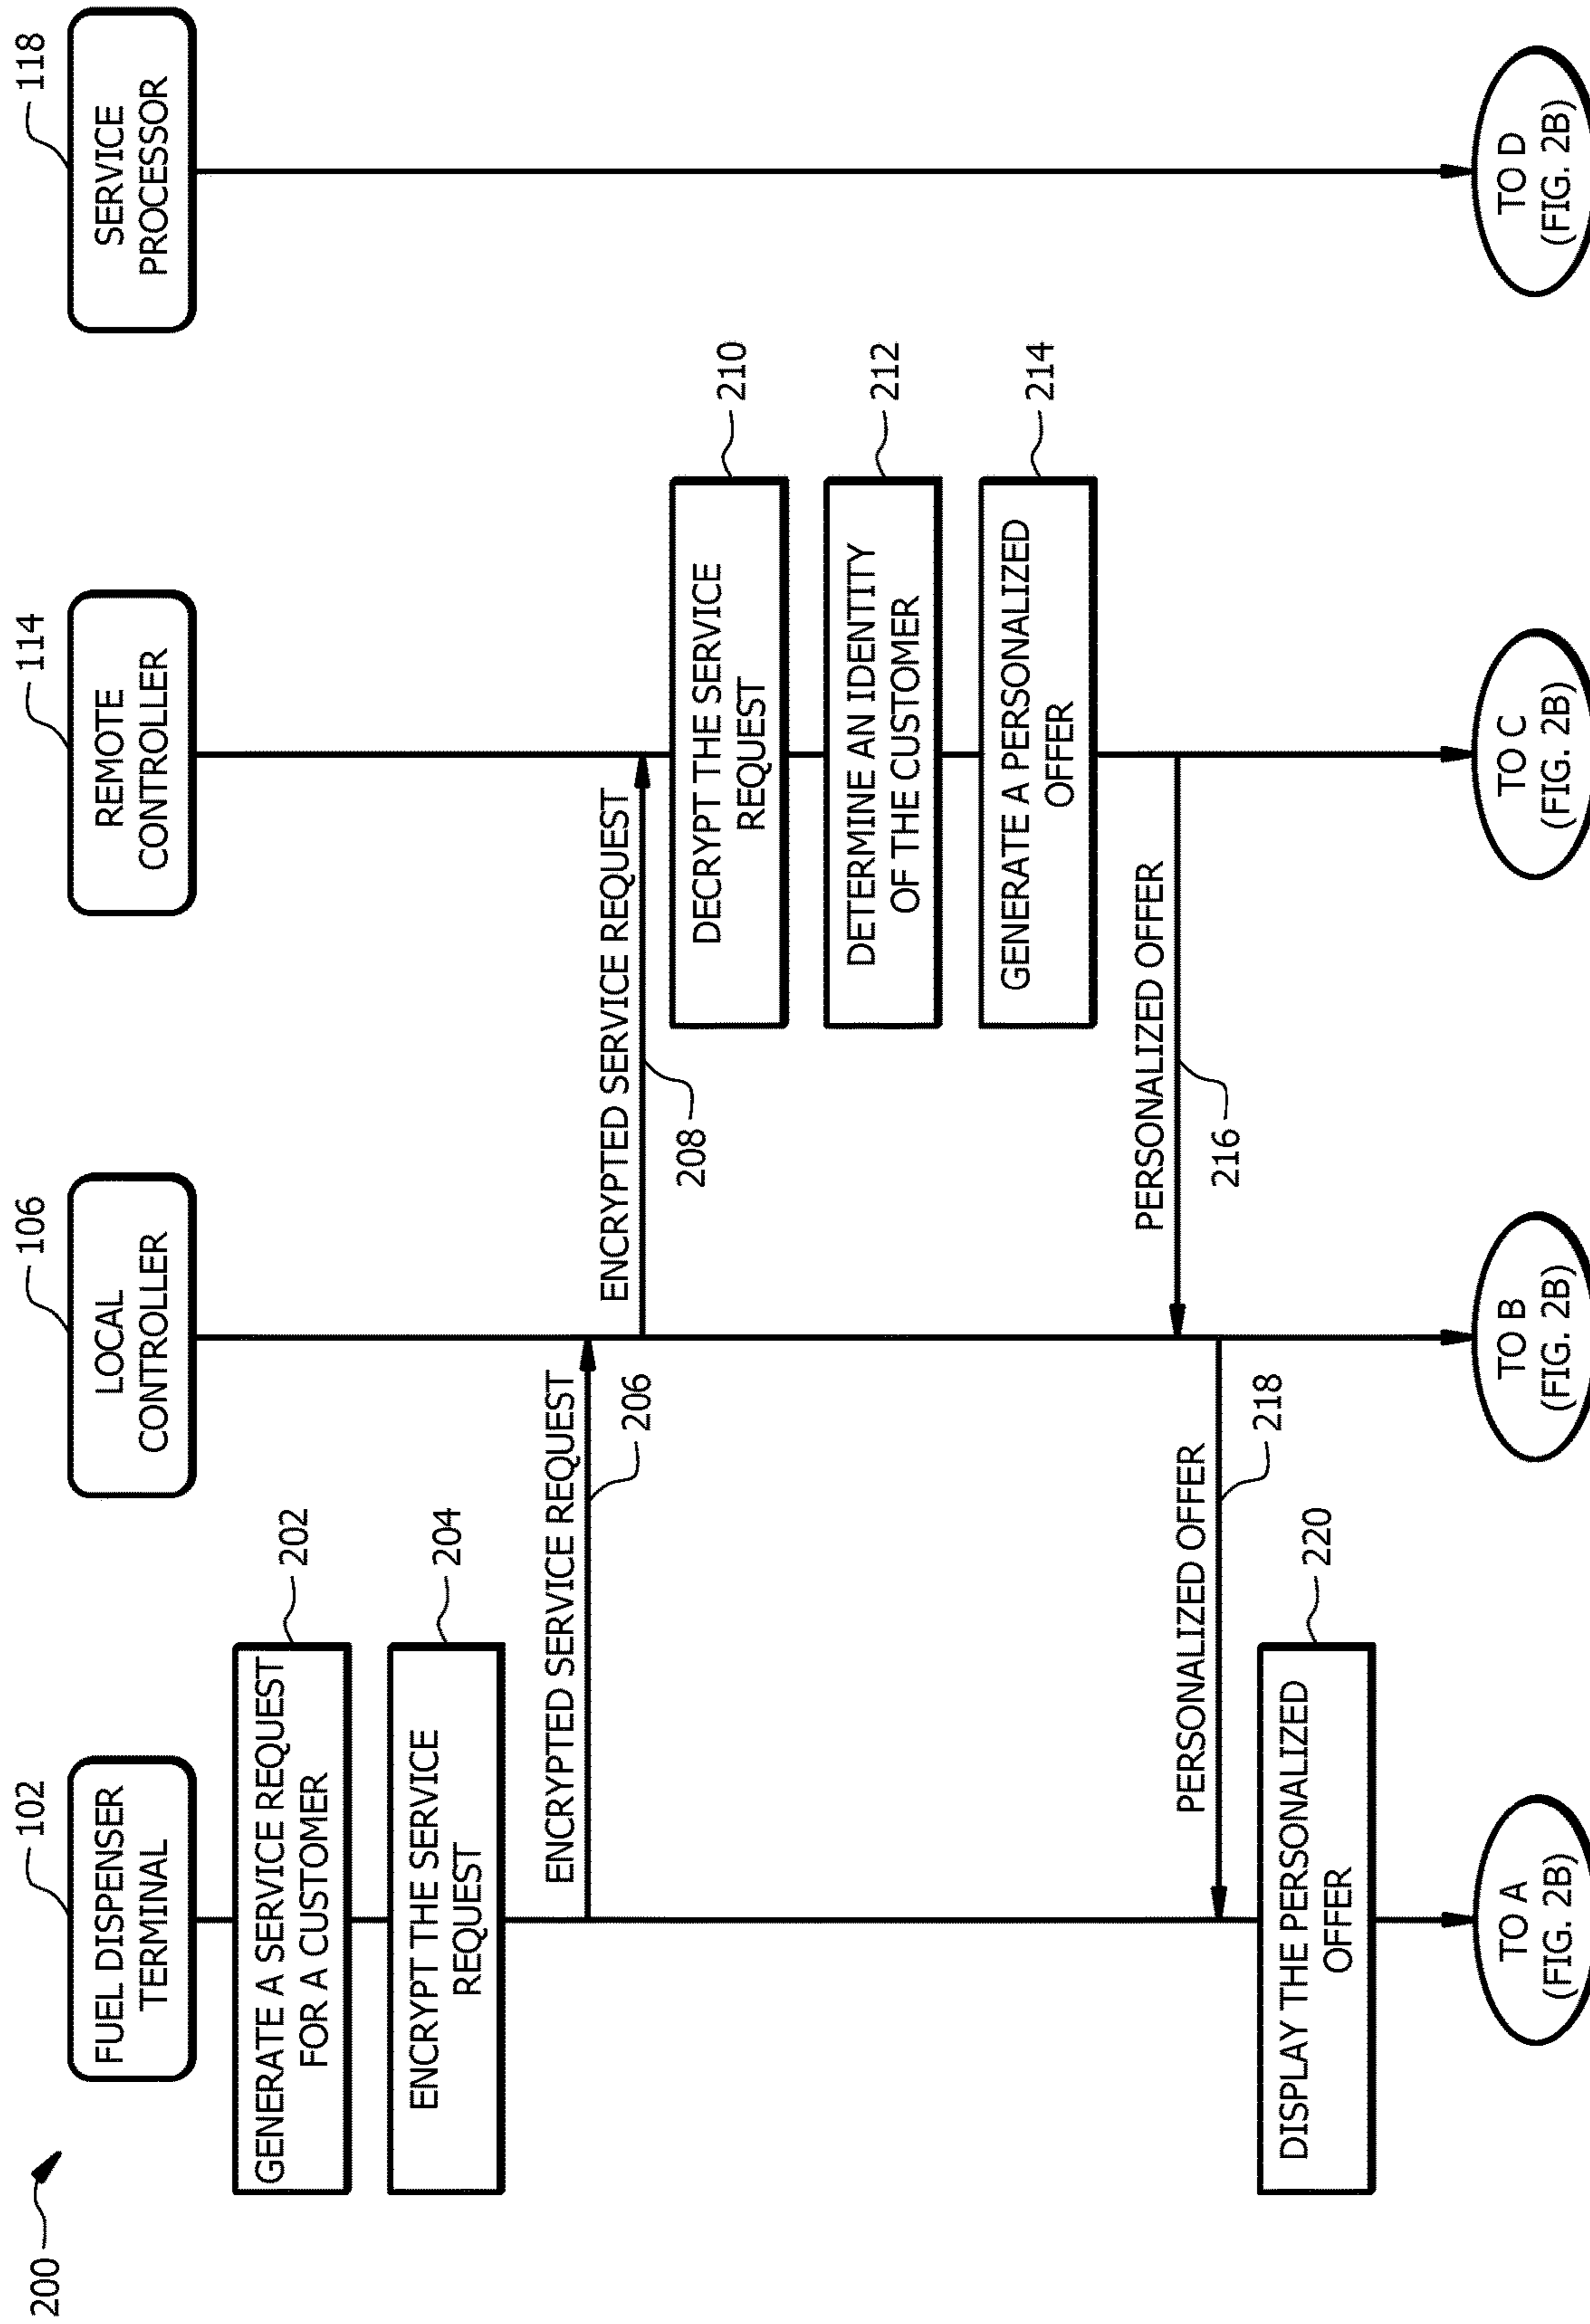 200
102
106
114
118
FUEL DISPENSER
TERMINAL
LOCAL
CONTROLLER
REMOTE
CONTROLLER
SERVICE
PROCESSOR
GENERATE A SERVICE REQUEST
FOR A CUSTOMER
202
ENCRYPT THE SERVICE
REQUEST
204
ENCRYPTED SERVICE REQUEST
206
ENCRYPTED SERVICE REQUEST
208
DECRYPT THE SERVICE
REQUEST
210
DETERMINE AN IDENTITY
OF THE CUSTOMER
212
GENERATE A PERSONALIZED
OFFER
214
PERSONALIZED OFFER
216
PERSONALIZED OFFER
218
DISPLAY THE PERSONALIZED
OFFER
220
TO A
(FIG. 2B)
TO B
(FIG. 2B)
TO C
(FIG. 2B)
TO D
(FIG. 2B)